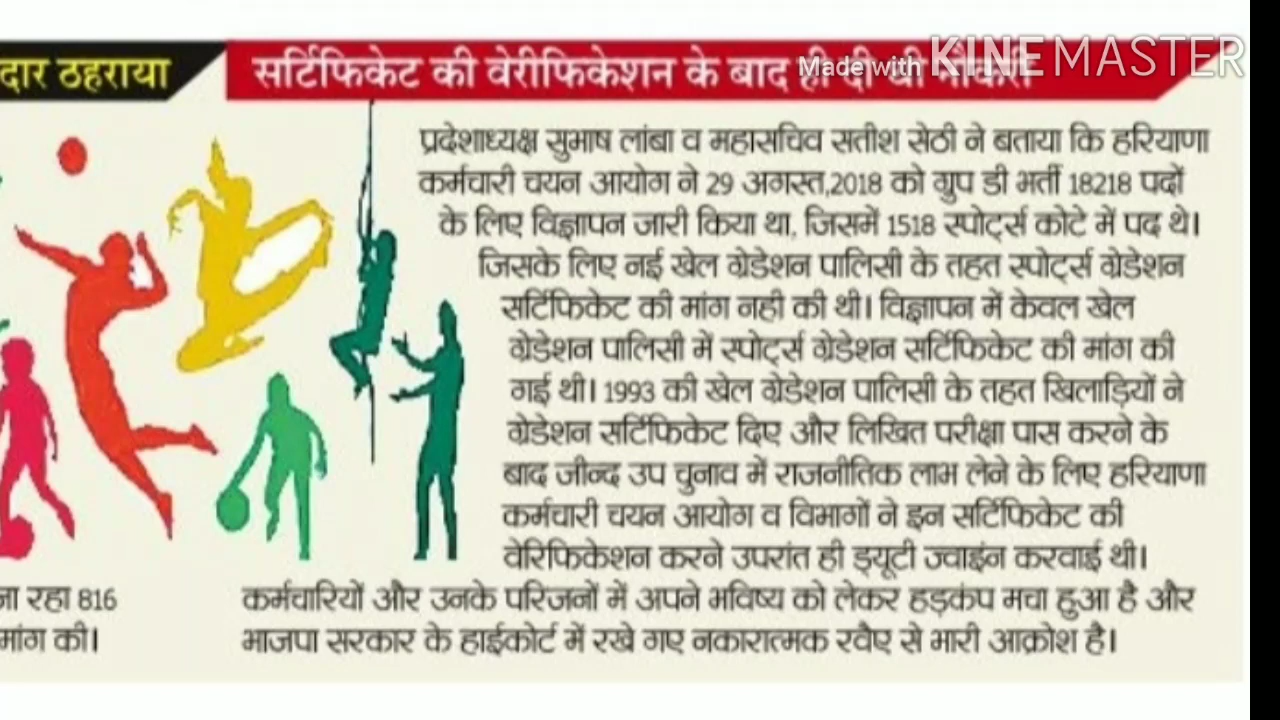 दार ठहराया
सर्टिफिकेट की वेरीफिकेशन के बाद ही दी थी नौकरी
Made with KINEMASTER
प्रदेशाध्यक्ष सुभाष लांबा व महासचिव सतीश सेठी ने बताया कि हरियाणा
कर्मचारी चयन आयोग ने 29 अगस्त,2018 को ग्रुप डी भर्ती 18218 पदों
के लिए विज्ञापन जारी किया था, जिसमें 1518 स्पोर्ट्स कोटे में पद थे।
जिसके लिए नई खेल ग्रेडेशन पालिसी के तहत स्पोर्ट्स ग्रेडेशन
सर्टिफिकेट की मांग नही की थी। विज्ञापन में केवल खेल
ग्रेडेशन पालिसी में स्पोर्ट्स ग्रेडेशन सर्टिफिकेट की मांग की
गई थी। 1993 की खेल ग्रेडेशन पालिसी के तहत खिलाड़ियों ने
ग्रेडेशन सर्टिफिकेट दिए और लिखित परीक्षा पास करने के
बाद जीन्द उप चुनाव में राजनीतिक लाभ लेने के लिए हरियाणा
कर्मचारी चयन आयोग व विभागों ने इन सर्टिफिकेट की
वेरिफिकेशन करने उपरांत ही ड्यूटी ज्वाइंन करवाई थी।
कर्मचारियों और उनके परिजनों में अपने भविष्य को लेकर हड़कंप मचा हुआ है और
भाजपा सरकार के हाईकोर्ट में रखे गए नकारात्मक रवैए से भारी आक्रोश है।
रहा 816
मांग की।